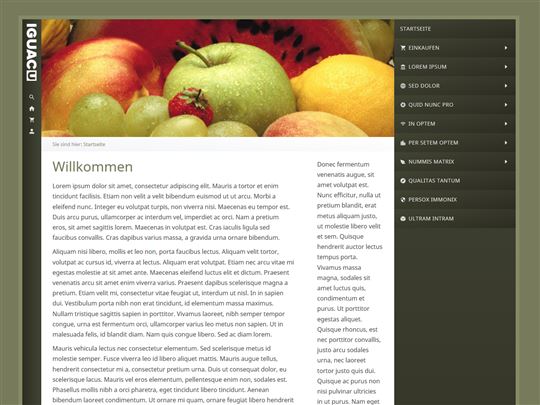 IGUACU
Sie sind hier: Startseite
Willkommen
Lorem ipsum dolor sit amet, consectetur adipiscing elit. Mauris a tortor et enim
tincidunt facilisis. Etiam non velit a velit bibendum euismod ut ut arcu. Morbi a
eleifend nunc. Integer eu volutpat turpis, non viverra nisi. Maecenas eu tempor est.
Duis arcu purus, ullamcorper ac interdum vel, imperdiet ac orci. Nam a pretium
eros, sit amet sagittis lorem. Vivamus in volutpat est. Cras iaculis ligula sed
faucibus convallis. Cras dapibus varius massa, a gravida urna ornare bibendum.
Aliquam nisi libero, mollis et leo non, porta faucibus lectus. Aliquam velit tortor,
volutpat ac cursus id, viverra at lectus. Aliquam erat volutpat. Etiam nec arcu vitae mi
egestas molestie at sit amet ante. Maecenas eleifend luctus elit et dictum. Praesent
venenatis arcu sit amet enim viverra varius. Praesent dapibus scelerisque magna a
pretium. Etiam velit mi, consectetur vitae feugiat ut, interdum ut nisl. In in sapien
dui. Vestibulum porta nibh non erat tincidunt, id elementum massa maximus.
Nullam tristique sagittis sapien in porttitor. Vivamus laoreet, nibh semper tempor
congue, urna est fermentum orci, ullamcorper varius leo metus non sapien. Ut in
malesuada felis, id blandit diam. Nam quis congue libero. Sed ac diam lorem.
Mauris vehicula lectus nec consectetur elementum. Sed scelerisque metus id
molestie semper. Fusce viverra leo id libero aliquet mattis. Mauris augue tellus,
hendrerit consectetur mi a, consectetur pretium urna. Duis ut consequat dolor, eu
scelerisque lacus. Mauris vel eros elementum, pellentesque enim non, sodales est.
Phasellus mollis nibh a orci pharetra, eget tincidunt libero tincidunt. Aenean
bibendum laoreet condimentum. Ut ornare mi quam, ornare feugiat libero hendrerit
Donec fermentum
venenatis augue, sit
amet volutpat est.
Nunc efficitur, nulla ut
pretium blandit, erat
metus aliquam justo,
ut molestie libero velit
et sem. Quisque
hendrerit auctor lectus
tempus porta.
Vivamus massa
magna, sodales sit
amet luctus quis,
condimentum et
purus. Ut porttitor
egestas aliquet.
Quisque rhoncus, est
nec porttitor convallis,
justo arcu sodales
urna, nec laoreet
tortor justo quis dui.
Quisque ac purus non
nisi pulvinar ultricies
in ut purus. Nam eget
STARTSEITE
EINKAUFEN
LOREM IPSUM
SED DOLOR
QUID NUNC PRO
IN OPTEM
PER SETEM OPTEM
NUMMIS MATRIX
QUALITAS TANTUM
PERSOX IMMONIX
ULTRAM INTRAM